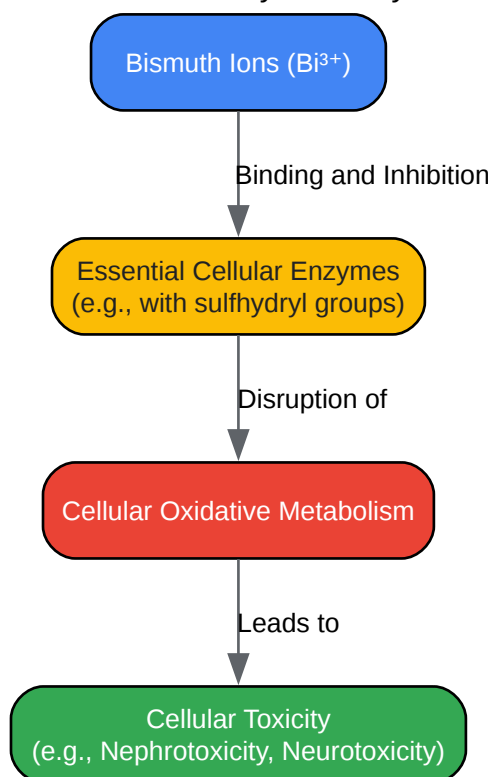 Bismuth Ions (Bi³⁺)
Binding and Inhibition
Essential Cellular Enzymes
(e.g., with sulfhydryl groups)
Disruption of
Cellular Oxidative Metabolism
Leads to
Cellular Toxicity
(e.g., Nephrotoxicity, Neurotoxicity)